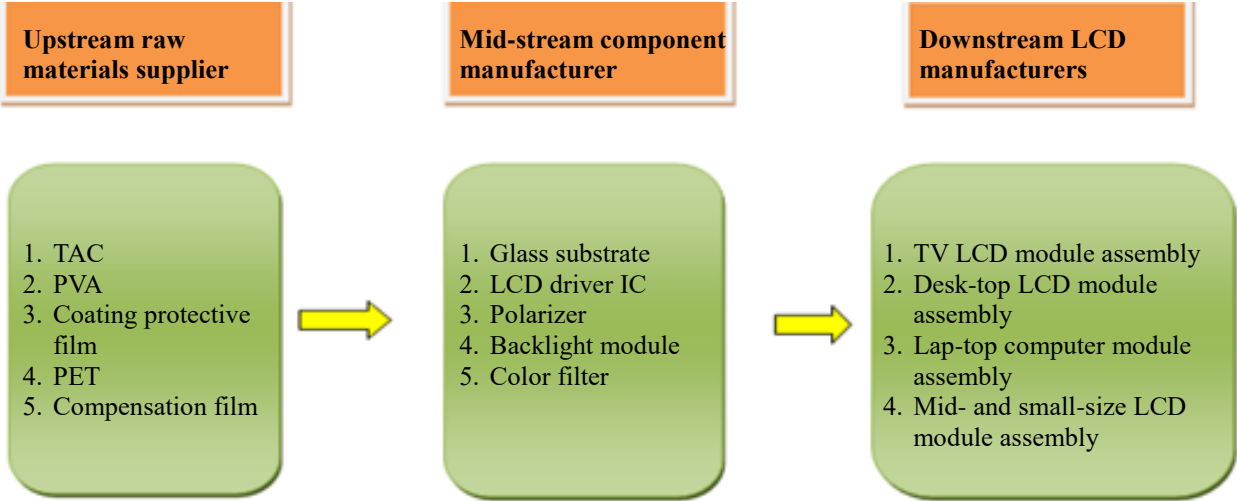 Upstream raw
materials supplier
Mid-stream component
manufacturer
Downstream LCD
manufacturers
1. TAC
2. PVA
3. Coating protective
film
4. PET
5. Compensation film
1. Glass substrate
2. LCD driver IC
3. Polarizer
4. Backlight module
5. Color filter
1. TV LCD module assembly
2. Desk-top LCD module
assembly
3. Lap-top computer module
assembly
4. Mid- and small-size LCD
module assembly